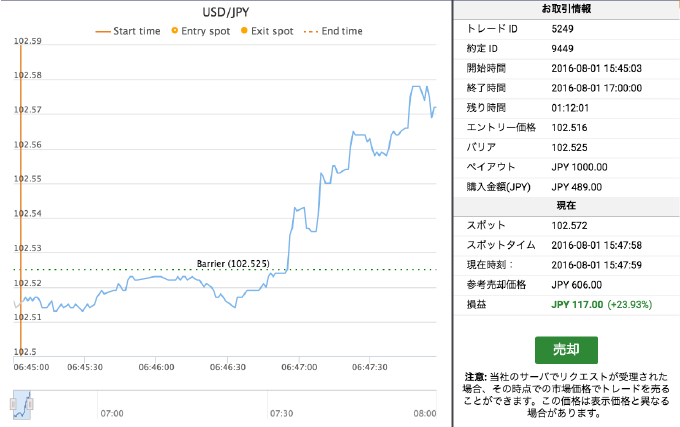 USD/JPY
Start time Entry spot Exit spot End time
102.59
102.58
102.57
102.56
102.55
102.54
102.53
Barrier (102.525)
102.52
102.51
102.5
06:45:00 06:45:30 06:46:00 06:46:30 06:47:00 06:47:30
07:00 07:30 08:00
お取引情報
トレード ID 5249
約定 ID 9449
開始時間 2016-08-01 15:45:03
終了時間 2016-08-01 17:00:00
残り時間 01:12:01
エントリー価格 102.516
バリア 102.525
ペイアウト JPY 1000.00
購入金額(JPY) JPY 489.00
現在
スポット 102.572
スポットタイム 2016-08-01 15:47:58
現在時刻： 2016-08-01 15:47:59
参考売却価格 JPY 606.00
損益 JPY 117.00 (+23.93%)
売却
注意: 当社のサーバでリクエストが受理された
場合、その時点での市場価格でトレードを売る
ことができます。この価格は表示価格と異なる
場合があります。